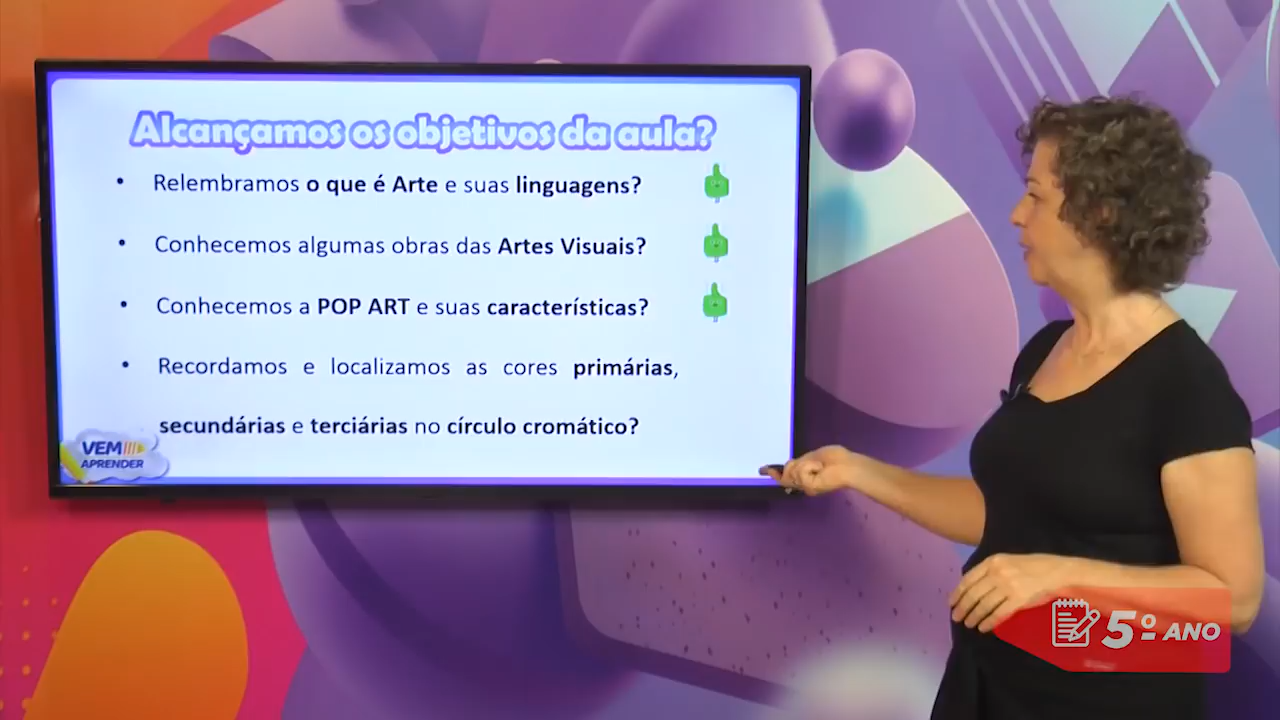 Alcançamos os objetivos da aula?
• Relembramos o que é Arte e suas linguagens?
• Conhecemos algumas obras das Artes Visuais?
• Conhecemos a POP ART e suas características?
• Recordamos e localizamos as cores primárias,
secundárias e terciárias no círculo cromático?
VEM
APRENDER
5º ANO